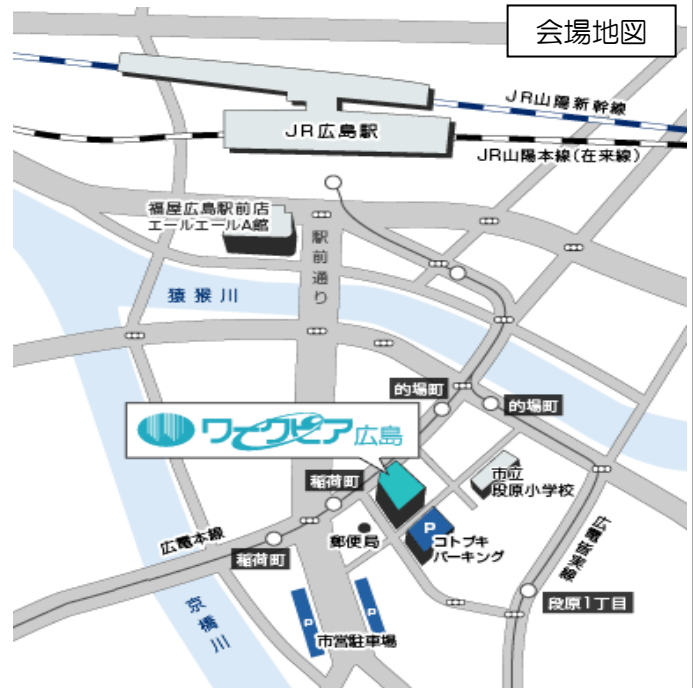 会場地図
JR山陽新幹線
JR広島駅
JR山陽本線(在来線)
福屋広島駅前店
エールエールA館
駅前通り
猿猴川
的場町
的場町
ワークピア広島
市立
段原小学校
稲荷町
P
コトブキ
パーキング
郵便局
広電本線
稲荷町
広電皆実線
段原1丁目
京橋川
P
P
市営駐車場